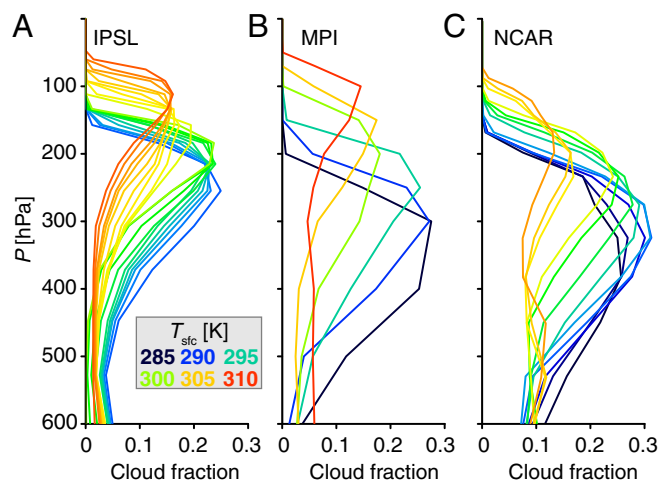 A IPSL
B MPI
C NCAR
100
200
300
400
500
600
P [hPa]
T_sfc [K]
285 290 295
300 305 310
0 0.1 0.2 0.3
0 0.1 0.2 0.3
0 0.1 0.2 0.3
Cloud fraction
Cloud fraction
Cloud fraction